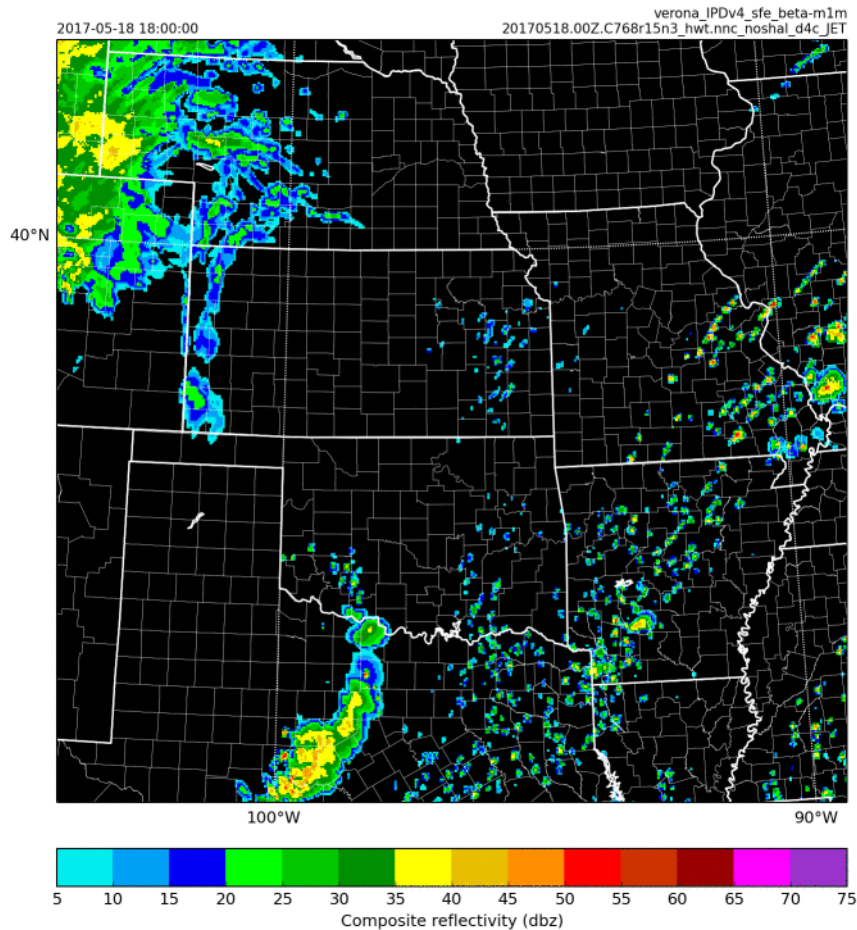 verona_IPDv4_sfe_beta-m1m
2017-05-18 18:00:00 20170518.00Z.C768r15n3_hwt.nnc_noshal_d4c_JET
40°N
100°W 90°W
5 10 15 20 25 30 35 40 45 50 55 60 65 70 75
Composite reflectivity (dbz)